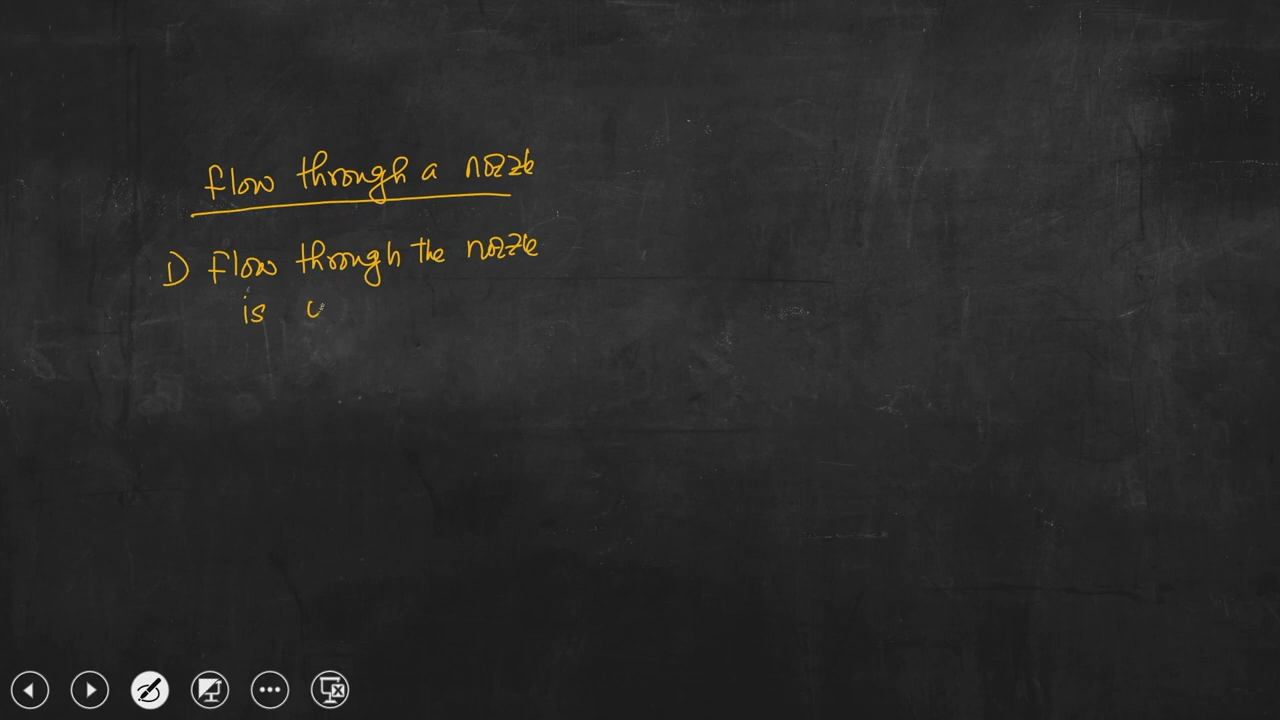 flow through a nozzle
1) flow through the nozzle
is